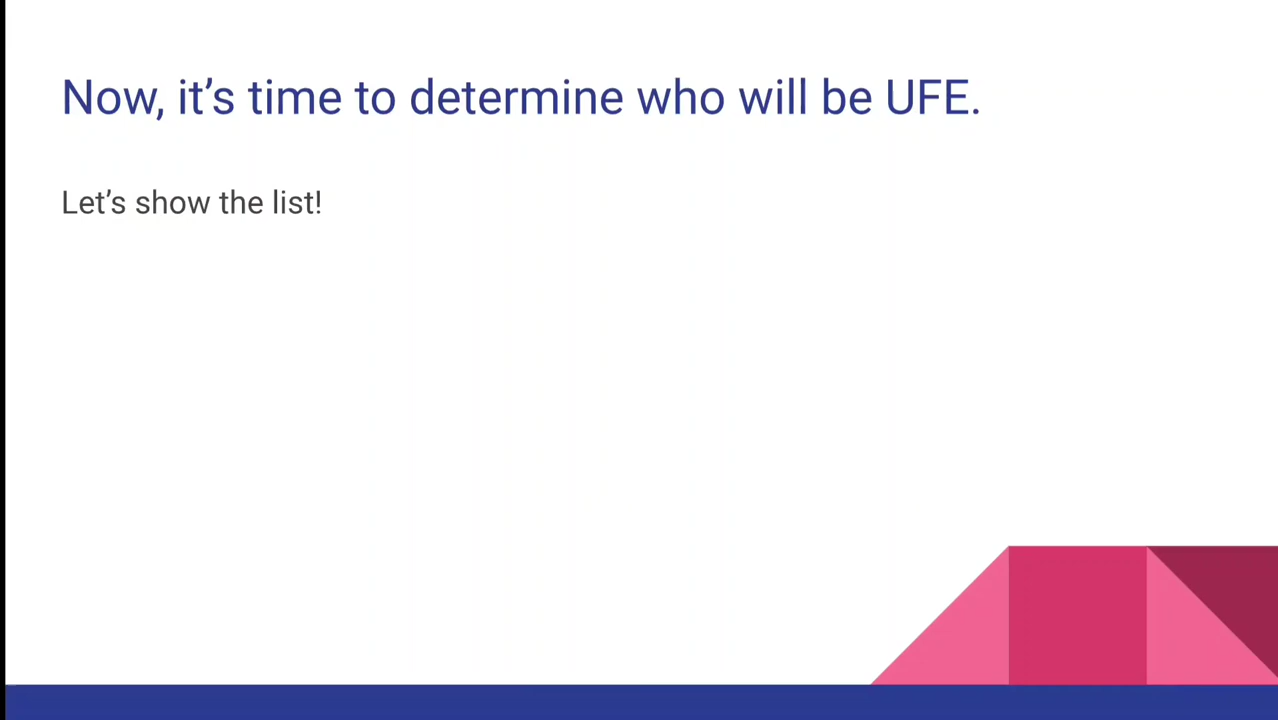 Now, it’s time to determine who will be UFE.
Let’s show the list!